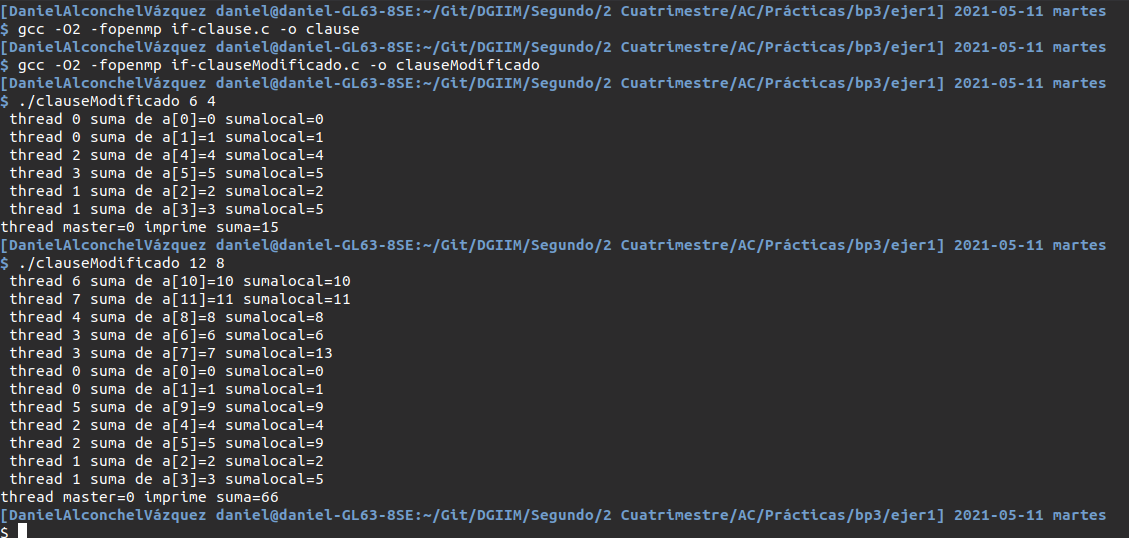 [DanielAlconchelVázquez daniel@daniel-GL63-8SE:~/Git/DGIIM/Segundo/2 Cuatrimestre/AC/Prácticas/bp3/ejer1] 2021-05-11 martes
$ gcc -O2 -fopenmp if-clause.c -o clause
[DanielAlconchelVázquez daniel@daniel-GL63-8SE:~/Git/DGIIM/Segundo/2 Cuatrimestre/AC/Prácticas/bp3/ejer1] 2021-05-11 martes
$ gcc -O2 -fopenmp if-clauseModificado.c -o clauseModificado
[DanielAlconchelVázquez daniel@daniel-GL63-8SE:~/Git/DGIIM/Segundo/2 Cuatrimestre/AC/Prácticas/bp3/ejer1] 2021-05-11 martes
$ ./clauseModificado 6 4
 thread 0 suma de a[0]=0 sumalocal=0
 thread 0 suma de a[1]=1 sumalocal=1
 thread 2 suma de a[4]=4 sumalocal=4
 thread 3 suma de a[5]=5 sumalocal=5
 thread 1 suma de a[2]=2 sumalocal=2
 thread 1 suma de a[3]=3 sumalocal=5
thread master=0 imprime suma=15
[DanielAlconchelVázquez daniel@daniel-GL63-8SE:~/Git/DGIIM/Segundo/2 Cuatrimestre/AC/Prácticas/bp3/ejer1] 2021-05-11 martes
$ ./clauseModificado 12 8
 thread 6 suma de a[10]=10 sumalocal=10
 thread 7 suma de a[11]=11 sumalocal=11
 thread 4 suma de a[8]=8 sumalocal=8
 thread 3 suma de a[6]=6 sumalocal=6
 thread 3 suma de a[7]=7 sumalocal=13
 thread 0 suma de a[0]=0 sumalocal=0
 thread 0 suma de a[1]=1 sumalocal=1
 thread 5 suma de a[9]=9 sumalocal=9
 thread 2 suma de a[4]=4 sumalocal=4
 thread 2 suma de a[5]=5 sumalocal=9
 thread 1 suma de a[2]=2 sumalocal=2
 thread 1 suma de a[3]=3 sumalocal=5
thread master=0 imprime suma=66
[DanielAlconchelVázquez daniel@daniel-GL63-8SE:~/Git/DGIIM/Segundo/2 Cuatrimestre/AC/Prácticas/bp3/ejer1] 2021-05-11 martes
$